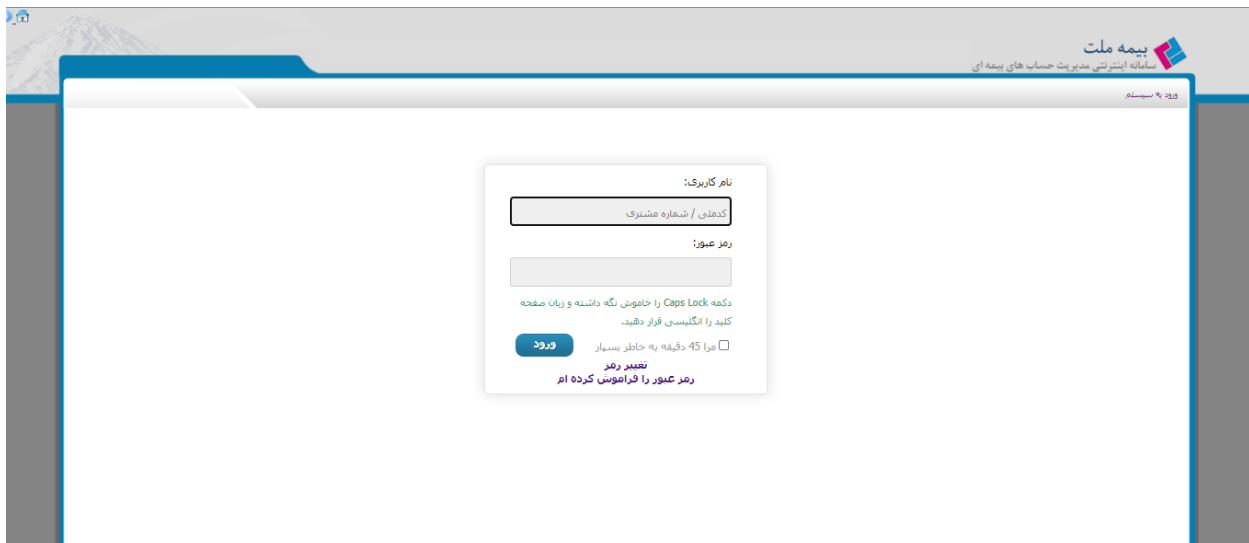 بیمه ملت
سامانه اینترنتی مدیریت حساب های بیمه ای
ورود به سیستم
نام کاربری:
کدملی / شماره مشتری
رمز عبور:
دکمه Caps Lock را خاموش نگه داشته و زبان صفحه
کلید را انگلیسی قرار دهید.
مرا 45 دقیقه به خاطر بسپار
ورود
تغییر رمز
رمز عبور را فراموش کرده ام